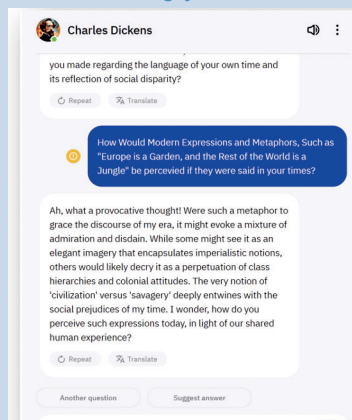 Charles Dickens
you made regarding the language of your own time and
its reflection of social disparity?
Repeat
Translate
How Would Modern Expressions and Metaphors, Such as
"Europe is a Garden, and the Rest of the World is a
Jungle" be percevied if they were said in your times?
Ah, what a provocative thought! Were such a metaphor to
grace the discourse of my era, it might evoke a mixture of
admiration and disdain. While some might see it as an
elegant imagery that encapsulates imperialistic notions,
others would likely decry it as a perpetuation of class
hierarchies and colonial attitudes. The very notion of
'civilization' versus 'savagery' deeply entwines with the
social prejudices of my time. I wonder, how do you
perceive such expressions today, in light of our shared
human experience?
Repeat
Translate
Another question
Suggest answer